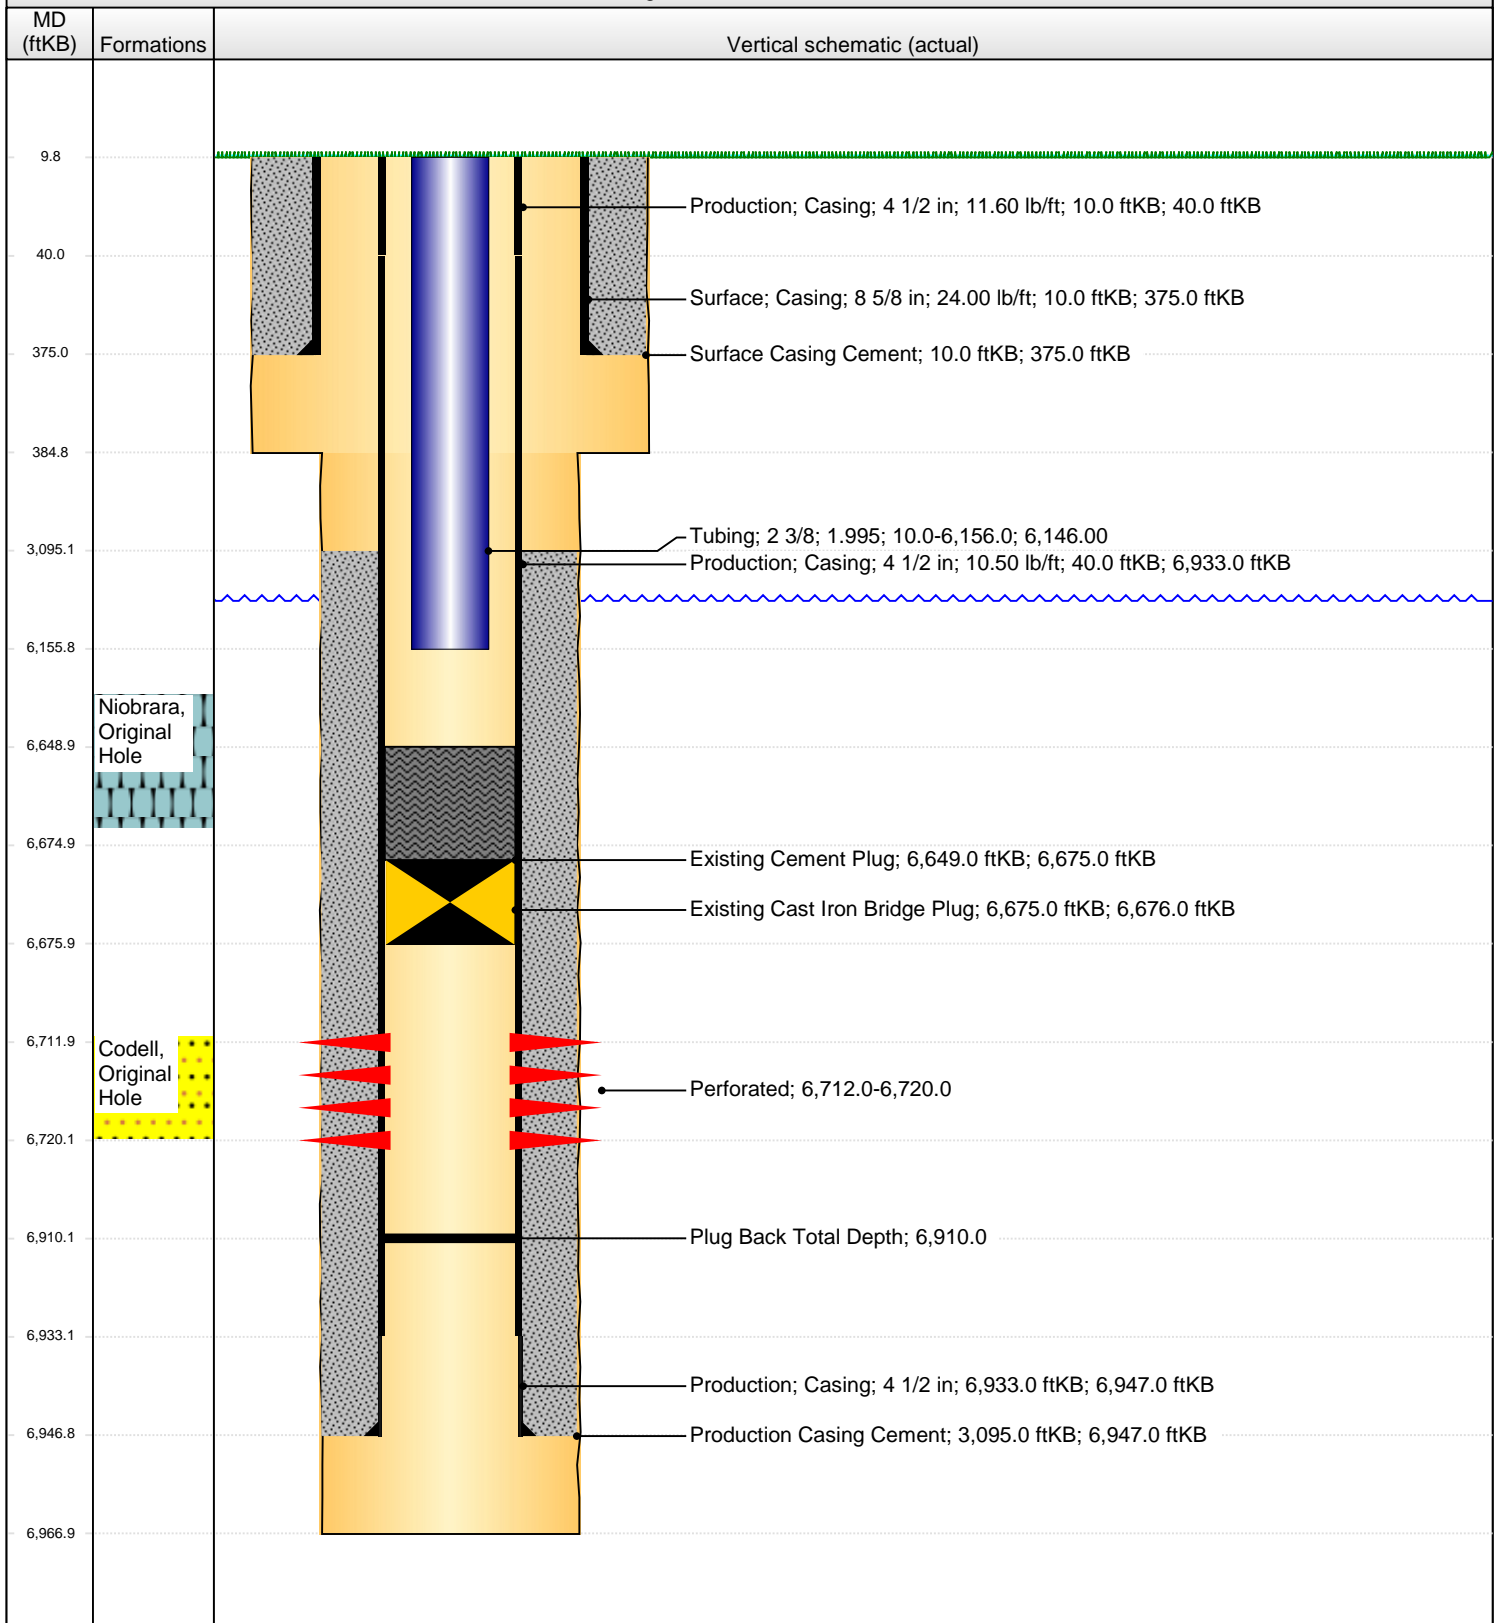 MD
(ftKB)
Formations
Vertical schematic (actual)
9.8
Production; Casing; 4 1/2 in; 11.60 lb/ft; 10.0 ftKB; 40.0 ftKB
40.0
Surface; Casing; 8 5/8 in; 24.00 lb/ft; 10.0 ftKB; 375.0 ftKB
375.0
Surface Casing Cement; 10.0 ftKB; 375.0 ftKB
384.8
Tubing; 2 3/8; 1.995; 10.0-6,156.0; 6,146.00
3,095.1
Production; Casing; 4 1/2 in; 10.50 lb/ft; 40.0 ftKB; 6,933.0 ftKB
6,155.8
Niobrara,
Original
Hole
6,648.9
6,674.9
Existing Cement Plug; 6,649.0 ftKB; 6,675.0 ftKB
Existing Cast Iron Bridge Plug; 6,675.0 ftKB; 6,676.0 ftKB
6,675.9
6,711.9
Codell,
Original
Hole
Perforated; 6,712.0-6,720.0
6,720.1
6,910.1
Plug Back Total Depth; 6,910.0
6,933.1
Production; Casing; 4 1/2 in; 6,933.0 ftKB; 6,947.0 ftKB
6,946.8
Production Casing Cement; 3,095.0 ftKB; 6,947.0 ftKB
6,966.9